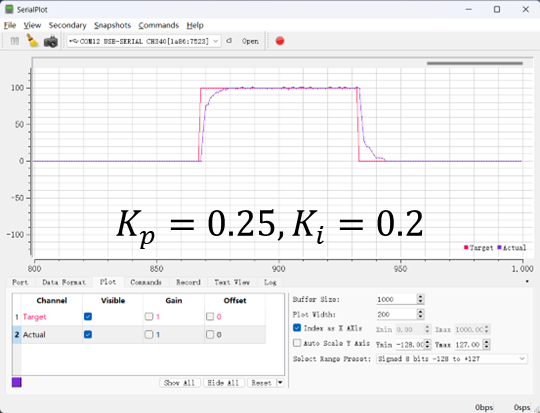 SerialPlot
File View Secondary Snapshots Commands Help
COM12 USB-SERIAL CH340[1a86:7523] Open
100
50
0
-50
-100
Kp = 0.25, Ki = 0.2
Target Actual
800 850 900 950 1,000
Port Data Format Plot Commands Record Text View Log
Channel Visible Gain Offset
1 Target 1 0
2 Actual 1 0
Show All Hide All Reset
Buffer Size: 1000
Plot Width: 200
Index as X AXis Xmin 0.00 Xmax 1000.00
Auto Scale Y Axis Ymin -128.00 Ymax 127.00
Select Range Preset: Signed 8 bits -128 to +127
0bps 0sps